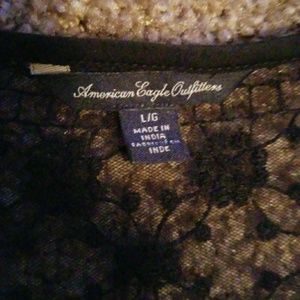 American Eagle Outfitters
L/G
MADE IN
INDIA
INDE